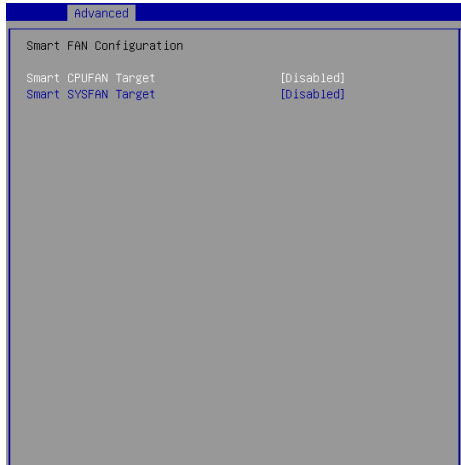 Advanced
Smart FAN Configuration
Smart CPUFAN Target [Disabled]
Smart SYSFAN Target [Disabled]